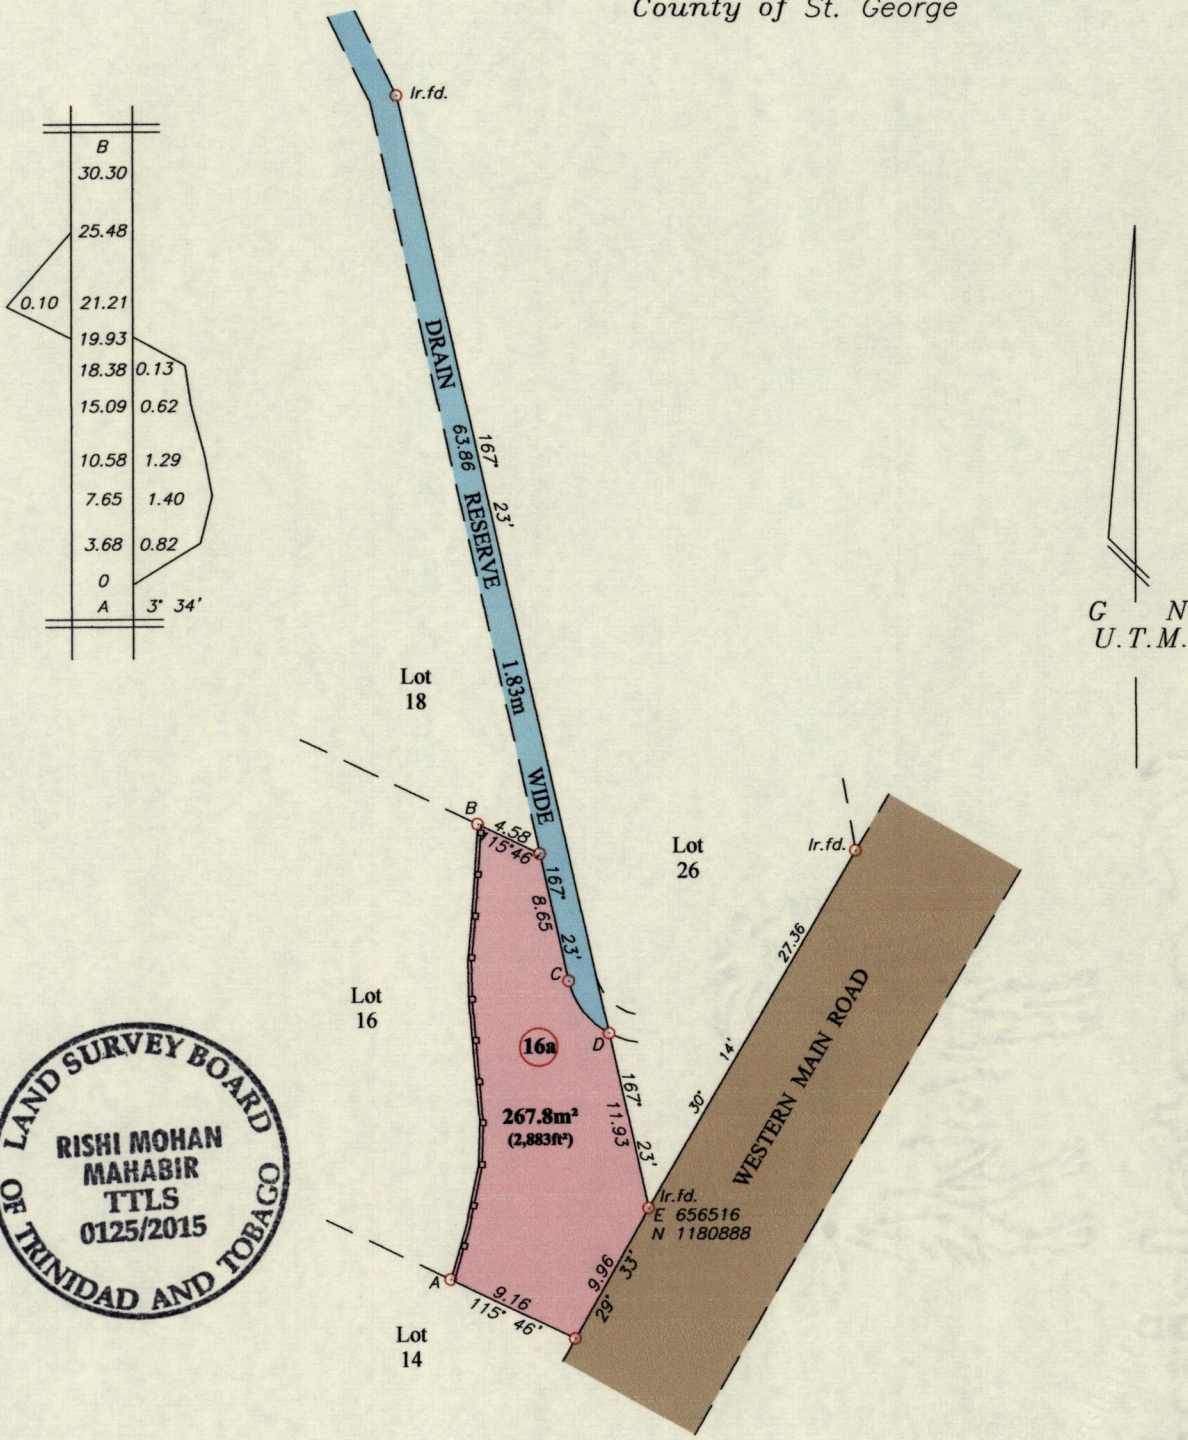 County of St. George
Ir.fd.
B
30.30
25.48
0.10 21.21
19.93
18.38 0.13
15.09 0.62
10.58 1.29
7.65 1.40
3.68 0.82
0
A 3° 34'
DRAIN RESERVE 1.83m WIDE
63.86
167° 23'
G N
U.T.M.
Lot
18
B
4.58
115°46'
167° 23'
8.65
C
D
Lot
26
Ir.fd.
27.36
30° 14'
WESTERN MAIN ROAD
Lot
16
16a
267.8m²
(2,883ft²)
167° 23'
11.93
Ir.fd.
E 656516
N 1180888
9.96
29° 33'
A
9.16
115° 46'
Lot
14
LAND SURVEY BOARD
OF TRINIDAD AND TOBAGO
RISHI MOHAN
MAHABIR
TTLS
0125/2015